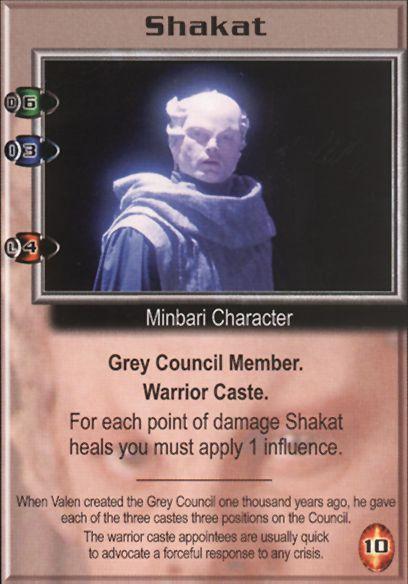 Shakat
D 6
I 3
L 4
Minbari Character
Grey Council Member.
Warrior Caste.
For each point of damage Shakat
heals you must apply 1 influence.
When Valen created the Grey Council one thousand years ago, he gave
each of the three castes three positions on the Council.
The warrior caste appointees are usually quick
to advocate a forceful response to any crisis.
10